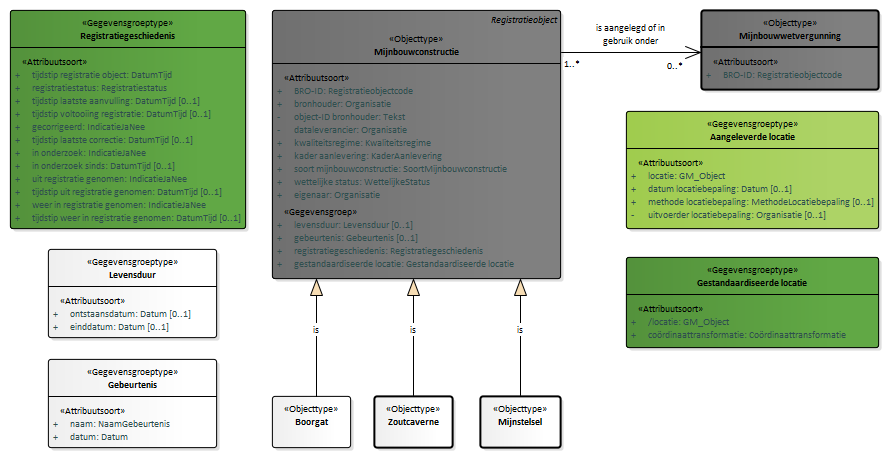 «Gegevensgroeptype»
Registratiegeschiedenis
«Attribuutsoort»
+ tijdstip registratie object: DatumTijd
+ registratiestatus: Registratiestatus
+ tijdstip laatste aanvulling: DatumTijd [0..1]
+ tijdstip voltooiing registratie: DatumTijd [0..1]
+ gecorrigeerd: IndicatieJaNee
+ tijdstip laatste correctie: DatumTijd [0..1]
+ in onderzoek: IndicatieJaNee
+ in onderzoek sinds: DatumTijd [0..1]
+ uit registratie genomen: IndicatieJaNee
+ tijdstip uit registratie genomen: DatumTijd [0..1]
+ weer in registratie genomen: IndicatieJaNee
+ tijdstip weer in registratie genomen: DatumTijd [0..1]
«Gegevensgroeptype»
Levensduur
«Attribuutsoort»
+ ontstaansdatum: Datum [0..1]
+ einddatum: Datum [0..1]
«Gegevensgroeptype»
Gebeurtenis
«Attribuutsoort»
+ naam: NaamGebeurtenis
+ datum: Datum
Registratieobject
«Objecttype»
Mijnbouwconstructie
«Attribuutsoort»
+ BRO-ID: Registratieobjectcode
+ bronhouder: Organisatie
- object-ID bronhouder: Tekst
- dataleverancier: Organisatie
+ kwaliteitsregime: Kwaliteitsregime
+ kader aanlevering: KaderAanlevering
+ soort mijnbouwconstructie: SoortMijnbouwconstructie
+ wettelijke status: WettelijkeStatus
+ eigenaar: Organisatie
«Gegevensgroep»
+ levensduur: Levensduur [0..1]
+ gebeurtenis: Gebeurtenis [0..1]
+ registratiegeschiedenis: Registratiegeschiedenis
+ gestandaardiseerde locatie: Gestandaardiseerde locatie
is
is
is
«Objecttype»
Boorgat
«Objecttype»
Zoutcaverne
«Objecttype»
Mijnstelsel
is aangelegd of in
gebruik onder
1..*
0..*
«Objecttype»
Mijnbouwwetvergunning
«Attribuutsoort»
+ BRO-ID: Registratieobjectcode
«Gegevensgroeptype»
Aangeleverde locatie
«Attribuutsoort»
+ locatie: GM_Object
+ datum locatiebepaling: Datum [0..1]
+ methode locatiebepaling: MethodeLocatiebepaling [0..1]
- uitvoerder locatiebepaling: Organisatie [0..1]
«Gegevensgroeptype»
Gestandaardiseerde locatie
«Attribuutsoort»
+ /locatie: GM_Object
+ coördinaattransformatie: Coördinaattransformatie